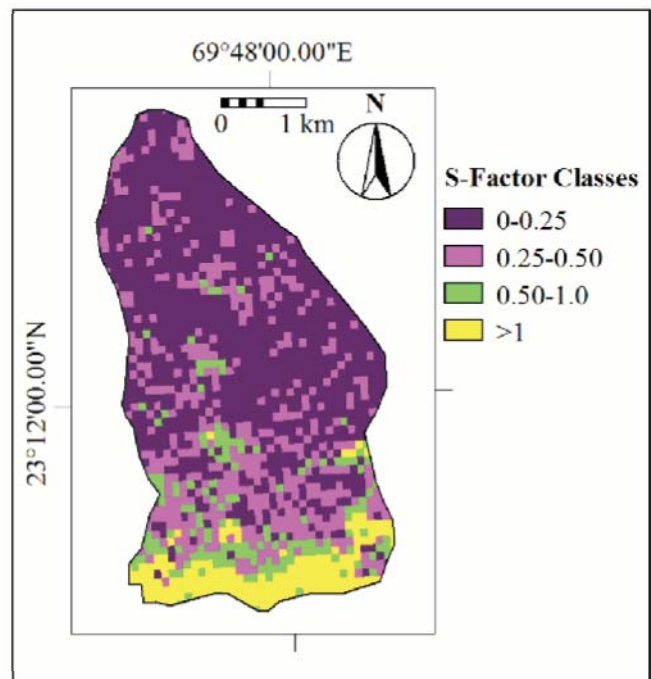 69°48'00.00"E
N
0 1 km
S-Factor Classes
0-0.25
0.25-0.50
0.50-1.0
>1
23°12'00.00"N